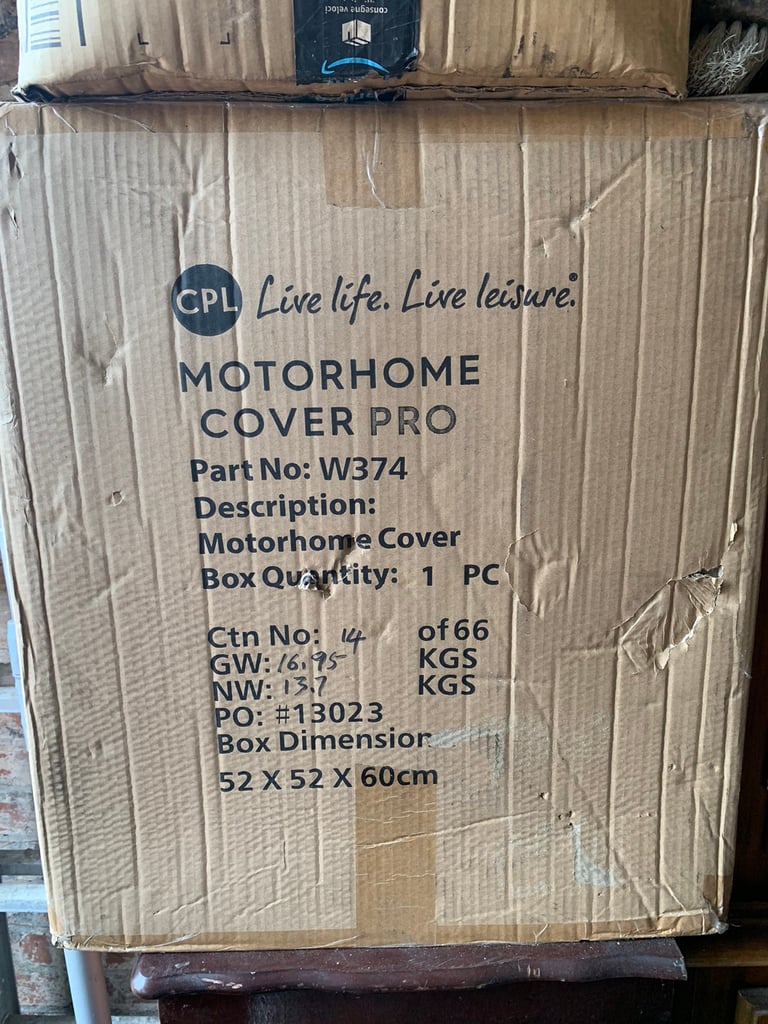 consegne veloci
CPL Live life. Live leisure.®
MOTORHOME
COVER PRO
Part No: W374
Description:
Motorhome Cover
Box Quantity: 1 PC
Ctn No: 14 of 66
GW: 16.95 KGS
NW: 13.7 KGS
PO: #13023
Box Dimension
52 X 52 X 60cm